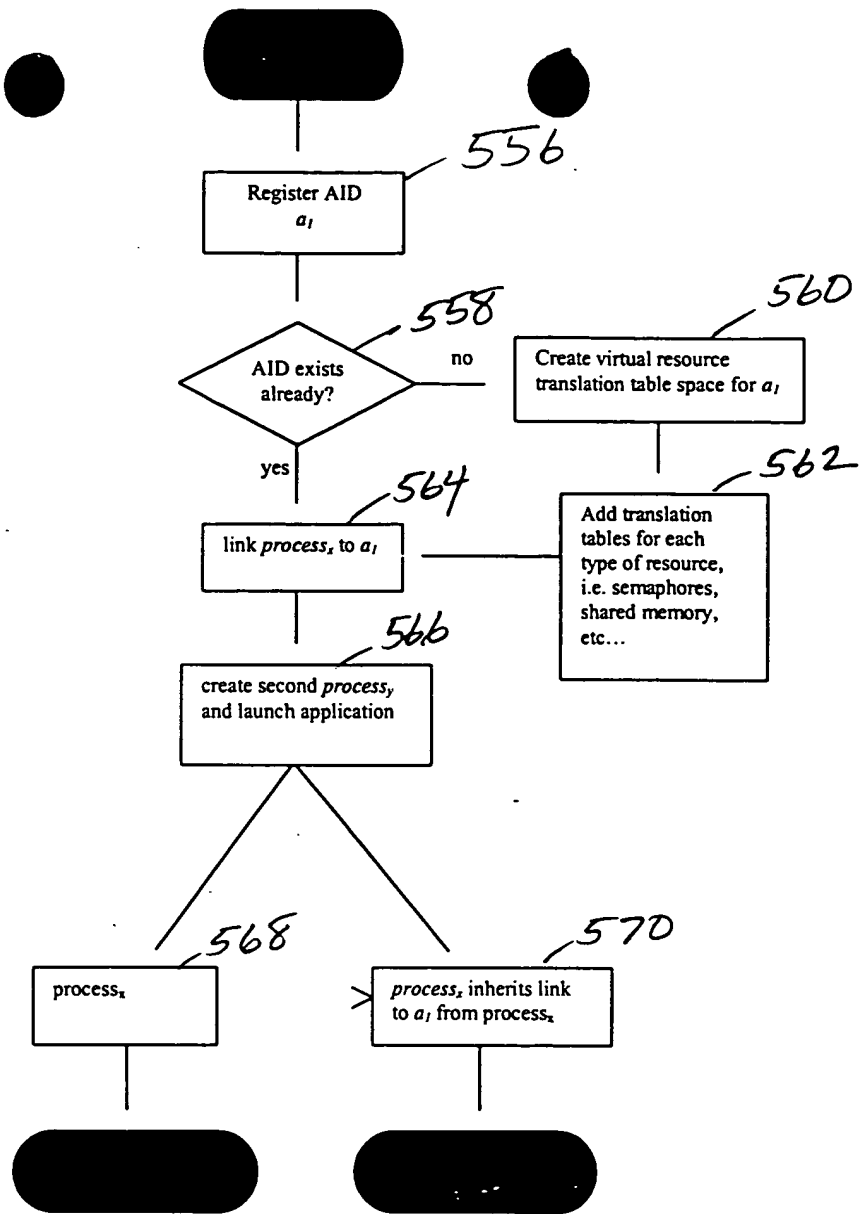 556
Register AID
a₁
558
AID exists
already?
no
560
Create virtual resource
translation table space for a₁
yes
564
link processₓ to a₁
562
Add translation
tables for each
type of resource,
i.e. semaphores,
shared memory,
etc...
566
create second processᵧ
and launch application
568
processₓ
570
processₓ inherits link
to a₁ from processₓ